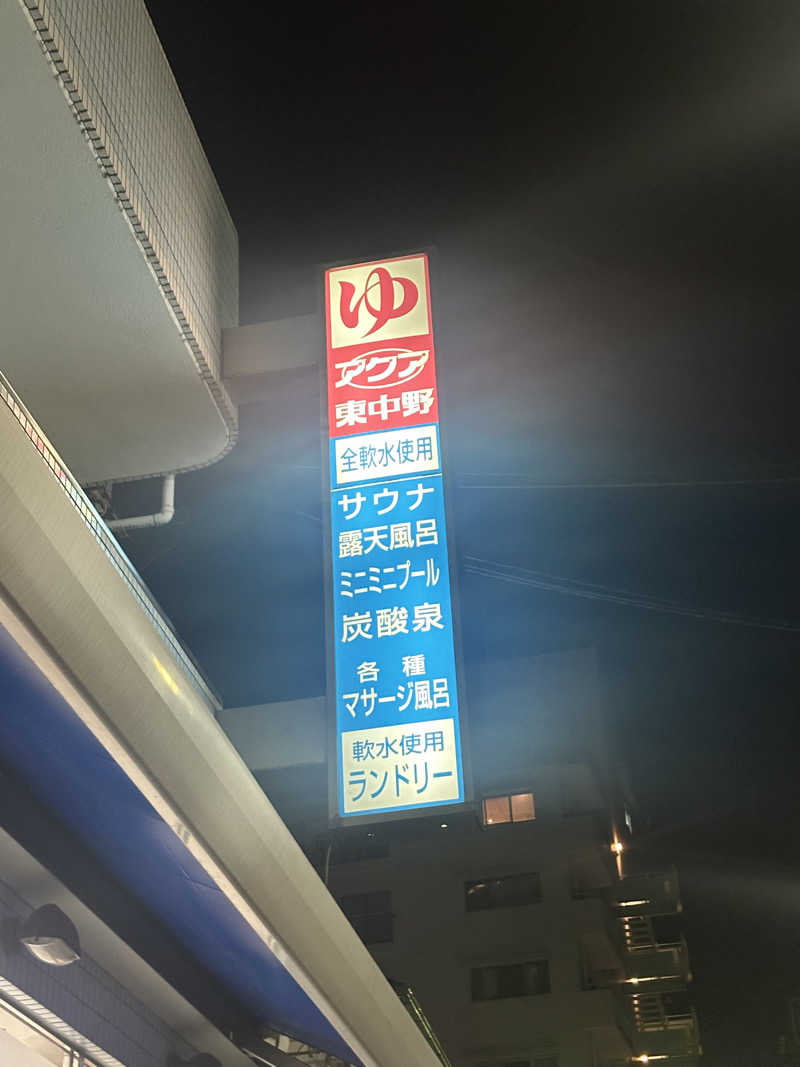 ゆ
アクア
東中野
全軟水使用
サウナ
露天風呂
ミニミニプール
炭酸泉
各種
マサージ風呂
軟水使用
ランドリー